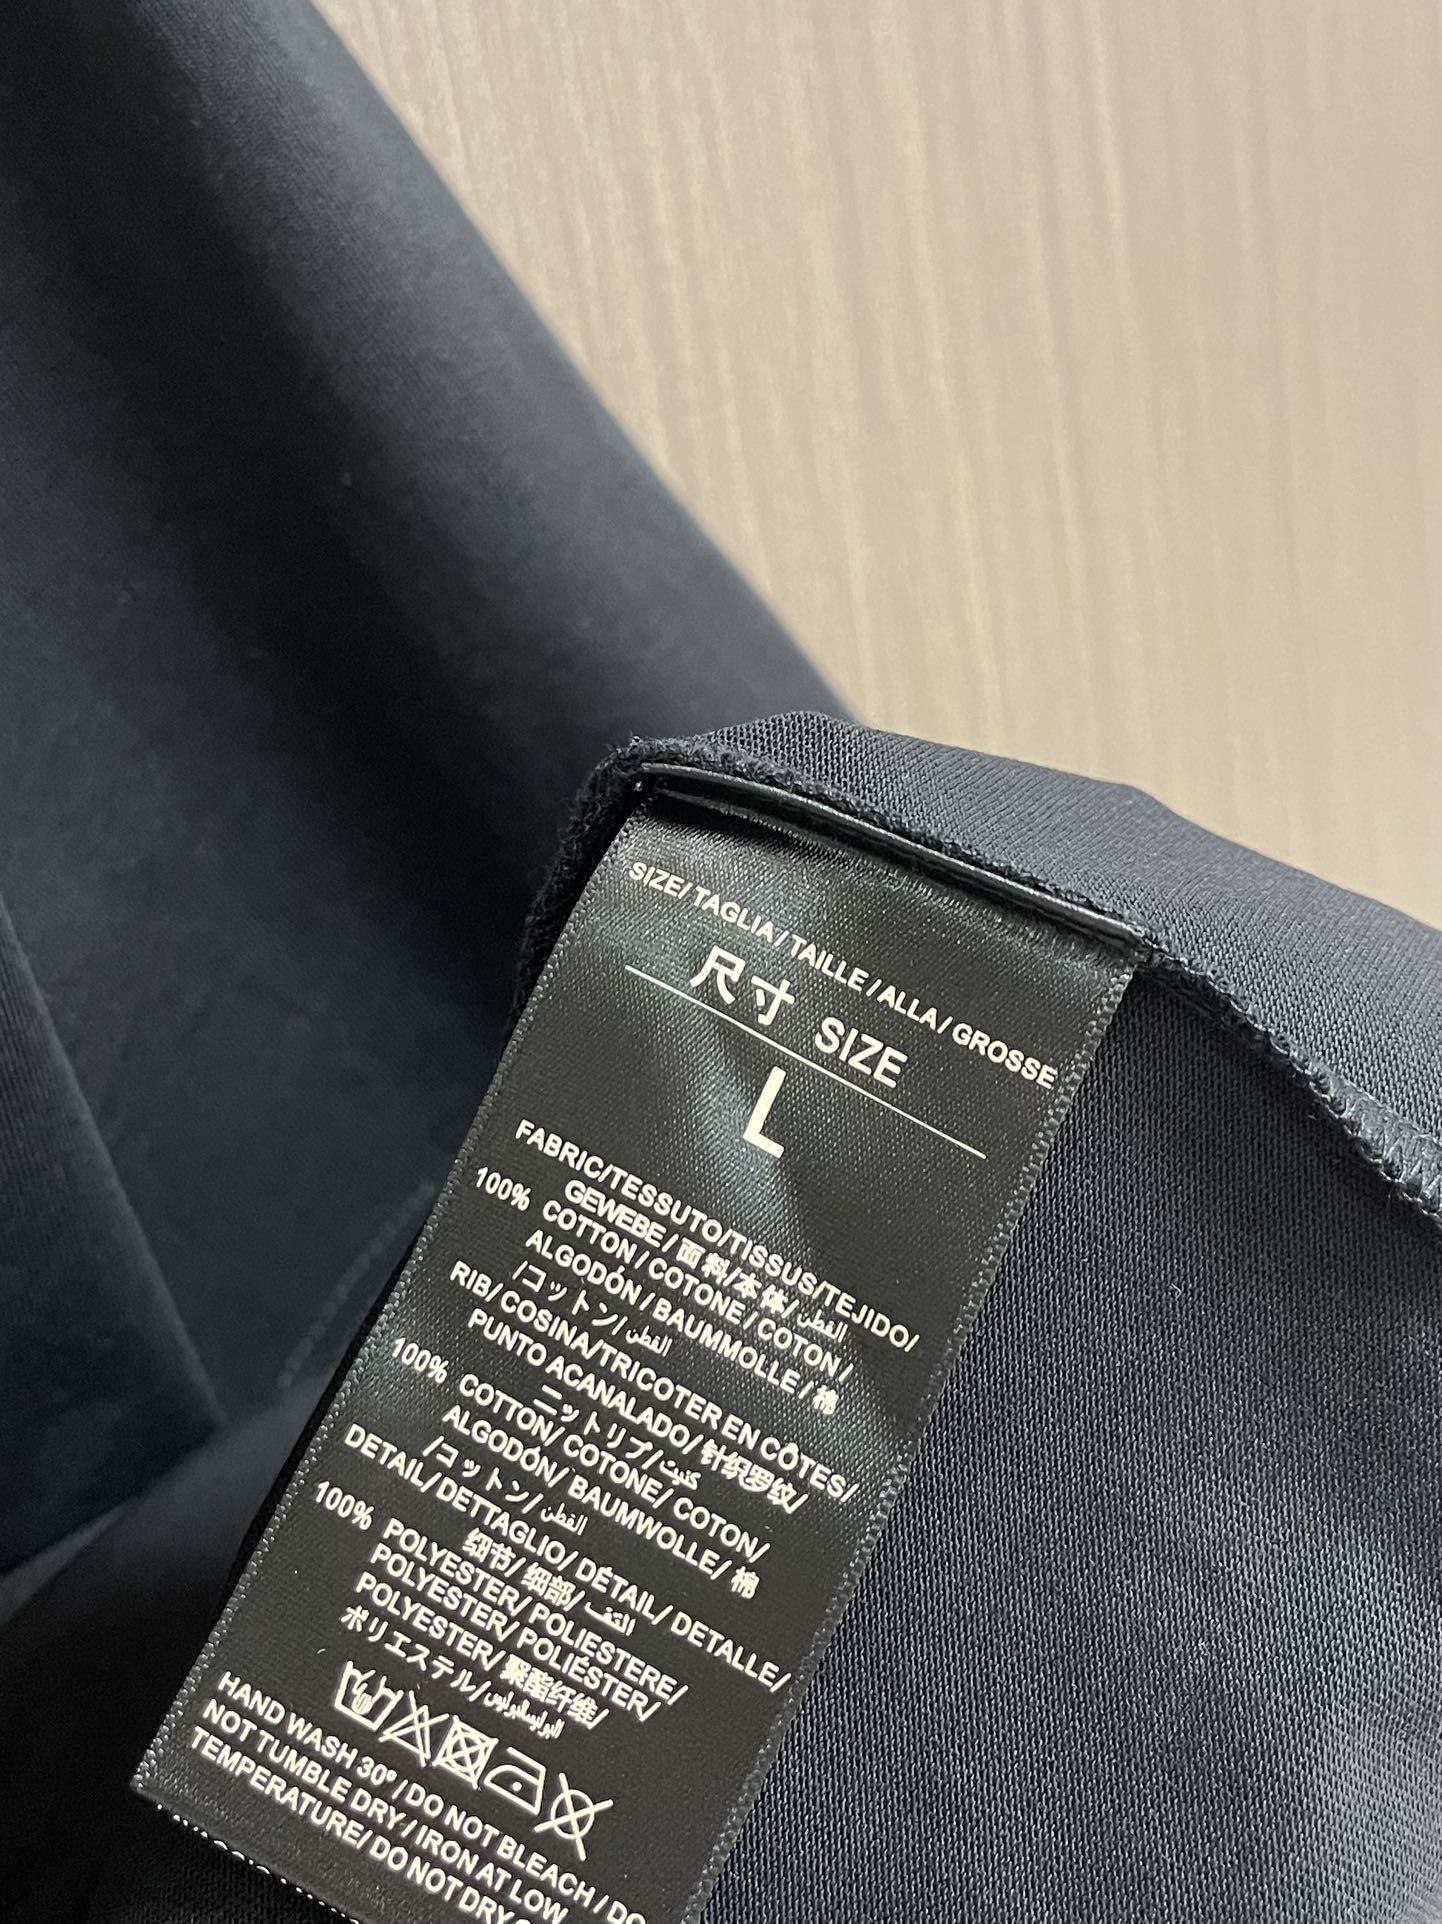 SIZE/TAGLIA/TAILLE/ALLA/GROSSE
尺寸 SIZE
L
FABRIC/TESSUTO/TISSUS/TEJIDO/
GEWEBE/面料/本体/القطن
100% COTTON/COTONE/COTON/
ALGODÓN/BAUMMOLLE/棉
/コットン/القطن
RIB/COSINA/TRICOTER EN CÔTES/
PUNTO ACANALADO/针织罗纹/
ニットリブ/كنيت
100% COTTON/COTONE/COTON/
ALGODÓN/BAUMWOLLE/棉
/コットン/القطن
DETAIL/DETTAGLIO/DÉTAIL/DETALLE/
细节/细部/
100% POLYESTER/POLIESTERE/
POLYESTER/POLIÉSTER/
POLYESTER/聚酯纤维/
ポリエステル/
HAND WASH 30°/DO NOT BLEACH/DO
NOT TUMBLE DRY/IRON AT LOW
TEMPERATURE/DO NOT DRY